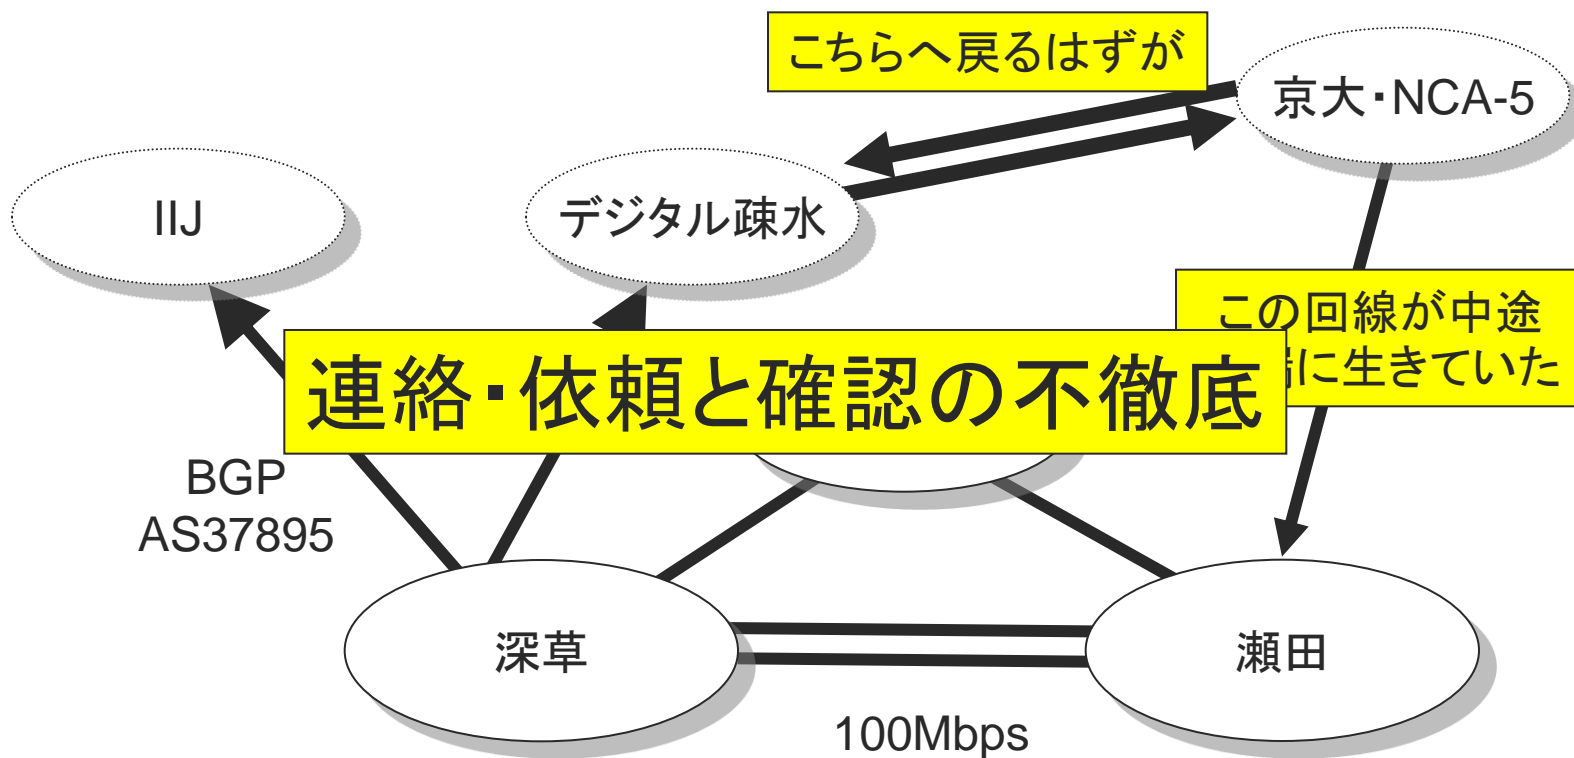 こちらへ戻るはずが
京大・NCA-5
IIJ
デジタル疎水
この回線が中途
に生きていた
連絡・依頼と確認の不徹底
BGP
AS37895
深草
瀬田
100Mbps